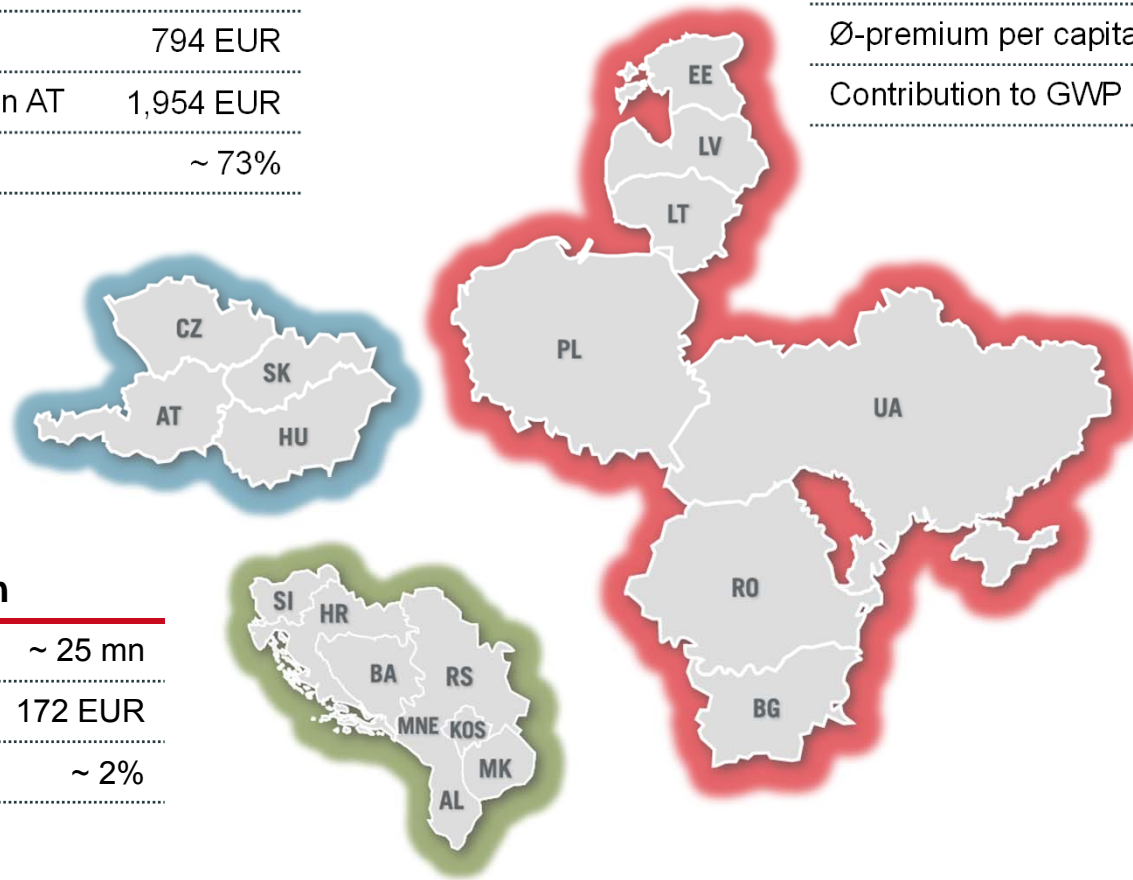 794 EUR
n AT 1,954 EUR
~ 73%
Ø-premium per capita
Contribution to GWP
EE
LV
LT
PL
UA
RO
BG
CZ
SK
AT
HU
n
~ 25 mn
172 EUR
~ 2%
SI
HR
BA
RS
MNE
KOS
MK
AL